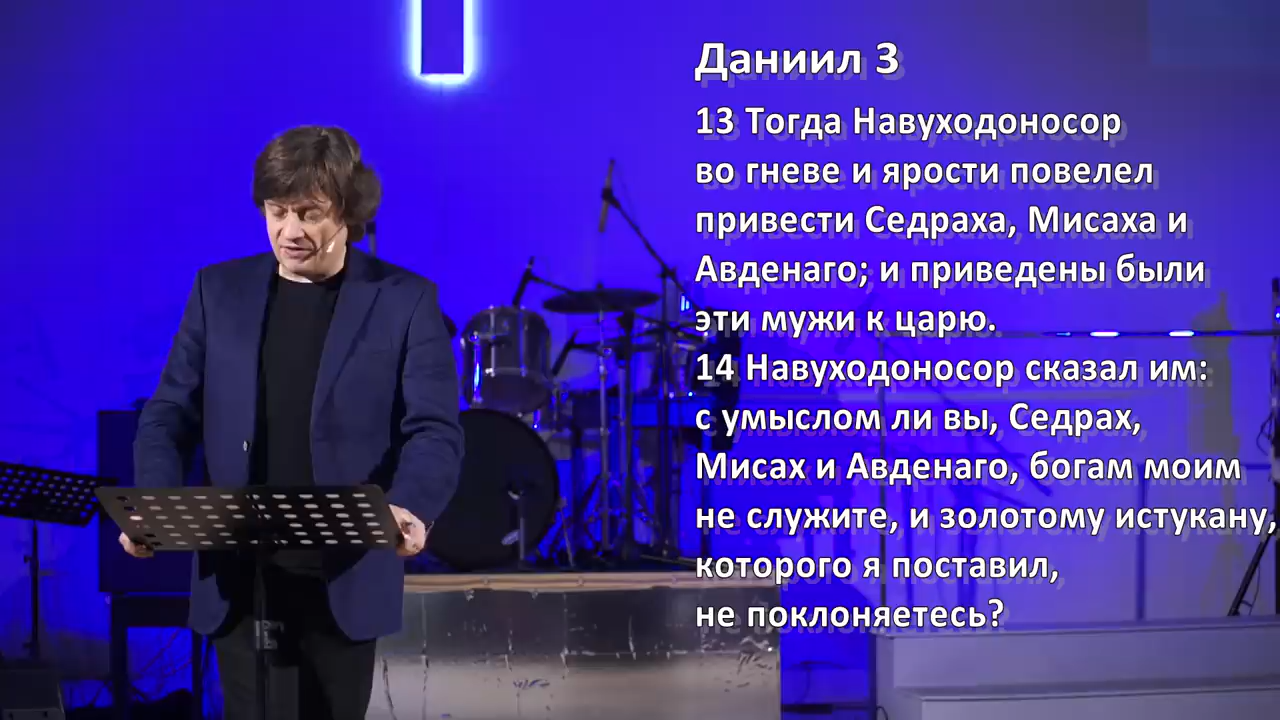 Даниил 3
13 Тогда Навуходоносор
во гневе и ярости повелел
привести Седраха, Мисаха и
Авденаго; и приведены были
эти мужи к царю.
14 Навуходоносор сказал им:
с умыслом ли вы, Седрах,
Мисах и Авденаго, богам моим
не служите, и золотому истукану,
которого я поставил,
не поклоняетесь?